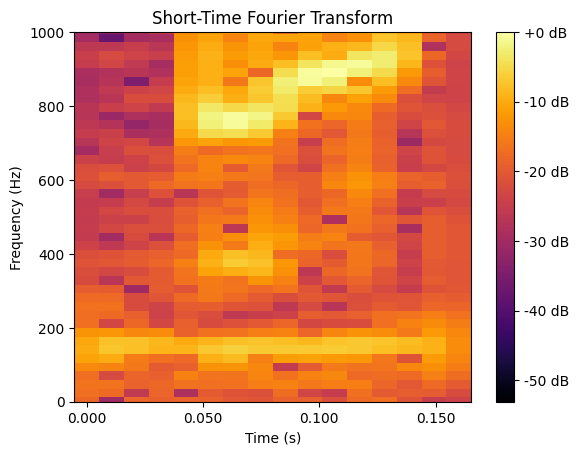 Short-Time Fourier Transform
1000
800
600
400
200
0
Frequency (Hz)
0.000
0.050
0.100
0.150
Time (s)
+0 dB
-10 dB
-20 dB
-30 dB
-40 dB
-50 dB